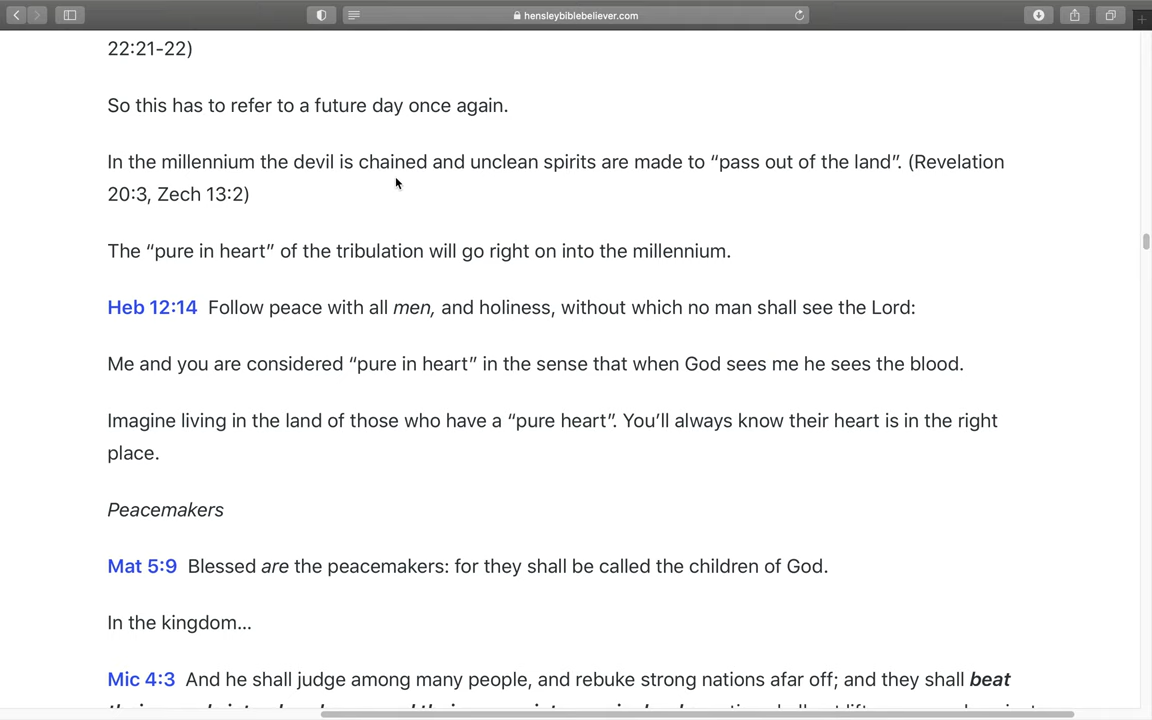 hensleybiblebeliever.com
22:21-22)
So this has to refer to a future day once again.
In the millennium the devil is chained and unclean spirits are made to “pass out of the land”. (Revelation
20:3, Zech 13:2)
The “pure in heart” of the tribulation will go right on into the millennium.
Heb 12:14 Follow peace with all men, and holiness, without which no man shall see the Lord:
Me and you are considered “pure in heart” in the sense that when God sees me he sees the blood.
Imagine living in the land of those who have a “pure heart”. You’ll always know their heart is in the right
place.
Peacemakers
Mat 5:9 Blessed are the peacemakers: for they shall be called the children of God.
In the kingdom…
Mic 4:3 And he shall judge among many people, and rebuke strong nations afar off; and they shall beat